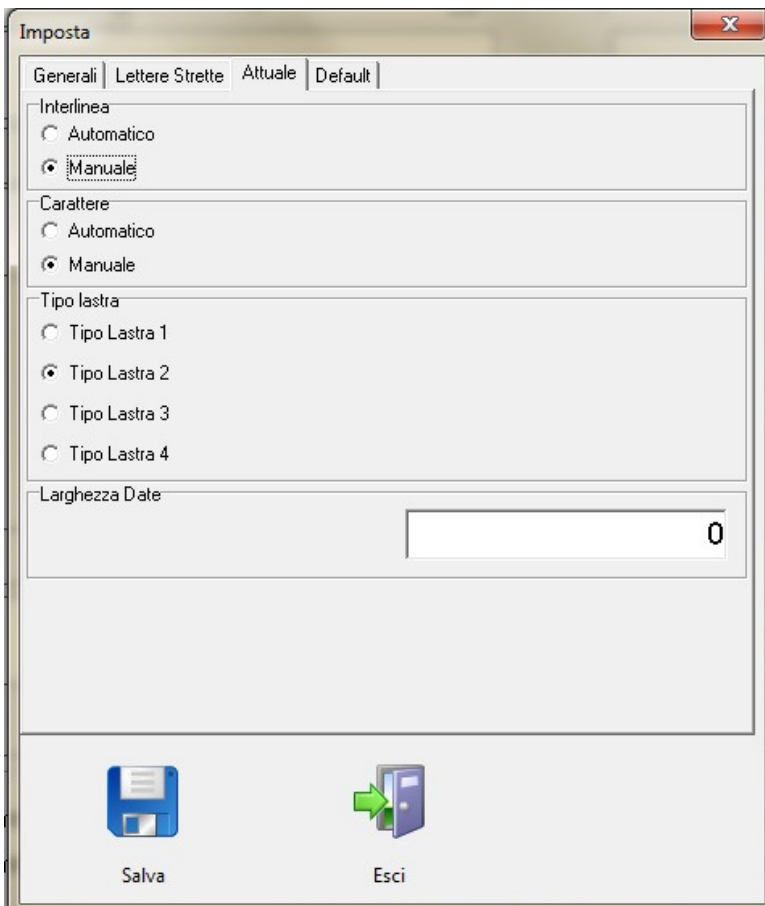 Imposta
Generali Lettere Strette Attuale Default
Interlinea
Automatico
Manuale
Carattere
Automatico
Manuale
Tipo lastra
Tipo Lastra 1
Tipo Lastra 2
Tipo Lastra 3
Tipo Lastra 4
Larghezza Date
0
Salva Esci